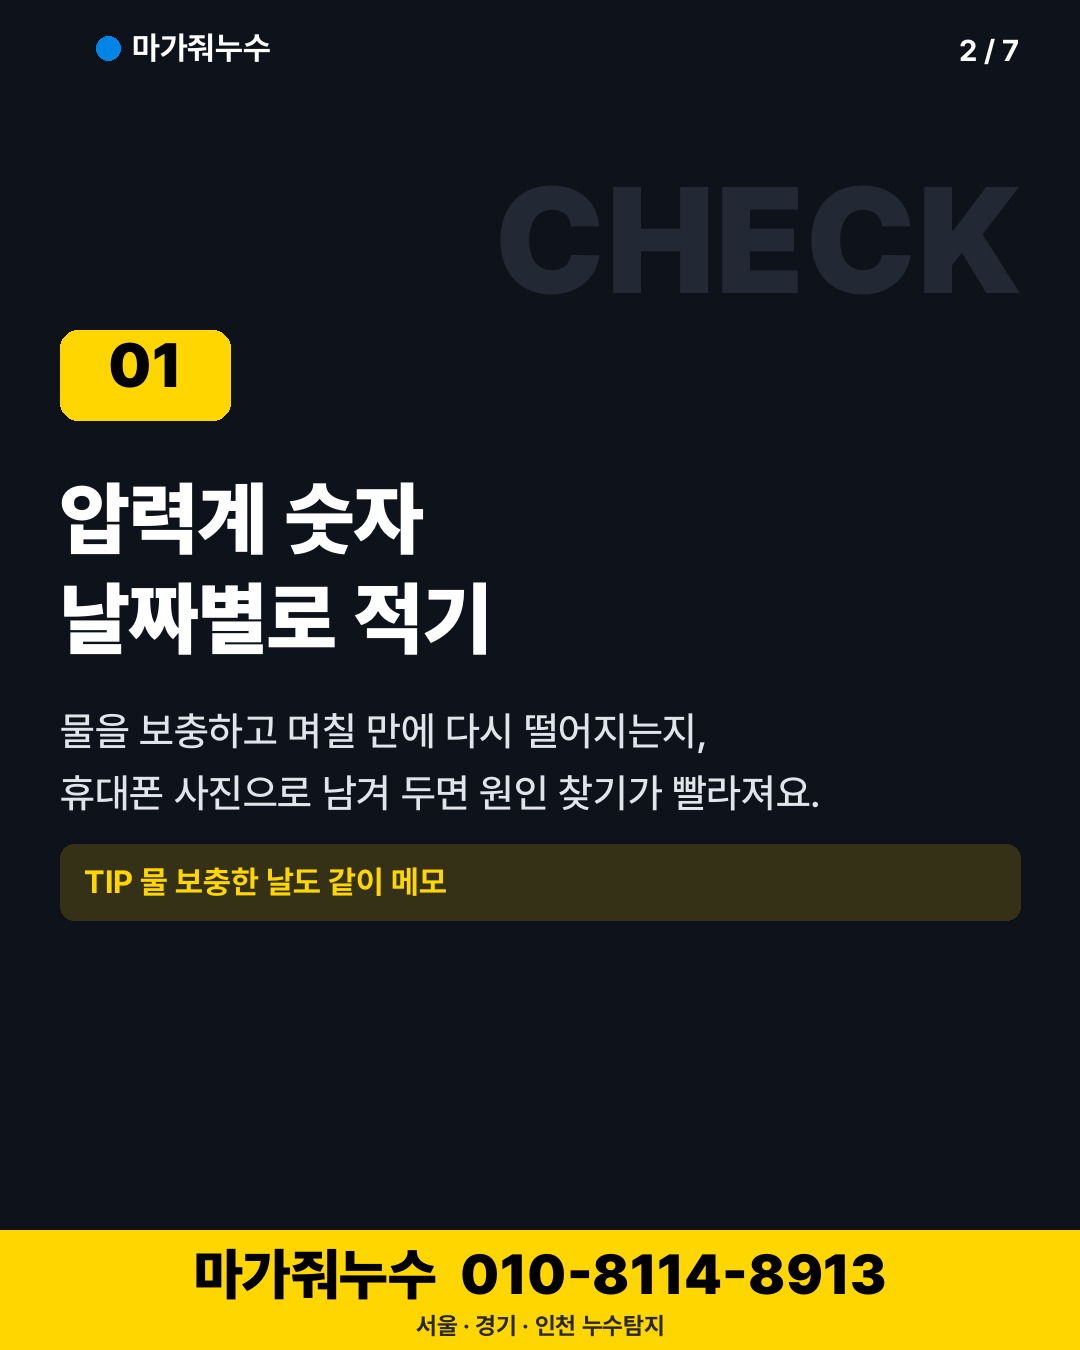 마가줘누수
2 / 7
CHECK
01
압력계 숫자
날짜별로 적기
물을 보충하고 며칠 만에 다시 떨어지는지,
휴대폰 사진으로 남겨 두면 원인 찾기가 빨라져요.
TIP 물 보충한 날도 같이 메모
마가줘누수 010-8114-8913
서울 · 경기 · 인천 누수탐지